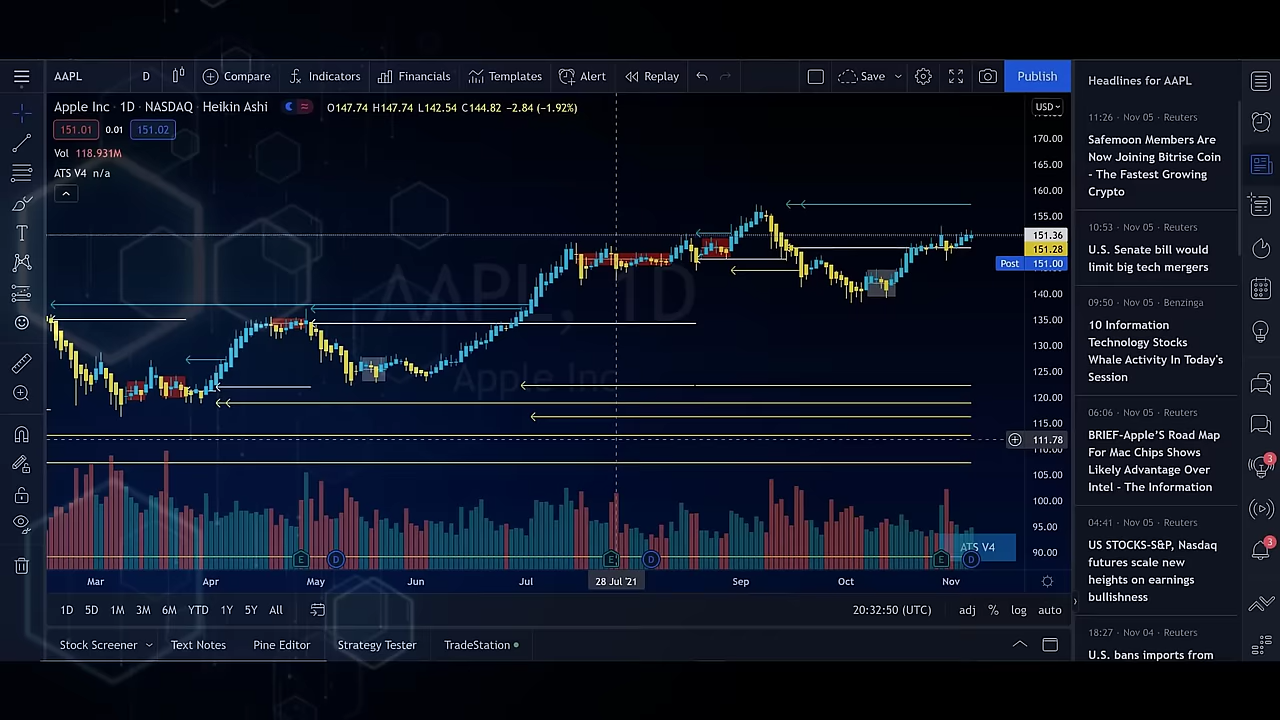 AAPL D Compare Indicators Financials Templates Alert Replay Save Publish
Apple Inc · 1D · NASDAQ · Heikin Ashi O147.74 H147.74 L142.54 C144.82 −2.84 (−1.92%)
151.01 0.01 151.02
Vol 118.931M
ATS V4 n/a
AAPL, 1D
Apple Inc
USD
170.00
165.00
160.00
155.00
151.36
151.28
Post 151.00
140.00
135.00
130.00
125.00
120.00
115.00
111.78
110.00
105.00
100.00
95.00
90.00
ATS V4
E D E D E D
Mar Apr May Jun Jul 28 Jul '21 Sep Oct Nov
1D 5D 1M 3M 6M YTD 1Y 5Y All 20:32:50 (UTC) adj % log auto
Stock Screener Text Notes Pine Editor Strategy Tester TradeStation
Headlines for AAPL
11:26 · Nov 05 · Reuters
Safemoon Members Are
Now Joining Bitrise Coin
- The Fastest Growing
Crypto
10:53 · Nov 05 · Reuters
U.S. Senate bill would
limit big tech mergers
09:50 · Nov 05 · Benzinga
10 Information
Technology Stocks
Whale Activity In Today's
Session
06:06 · Nov 05 · Reuters
BRIEF-Apple'S Road Map
For Mac Chips Shows
Likely Advantage Over
Intel - The Information
04:41 · Nov 05 · Reuters
US STOCKS-S&P, Nasdaq
futures scale new
heights on earnings
bullishness
18:27 · Nov 04 · Reuters
U.S. bans imports from
3
3